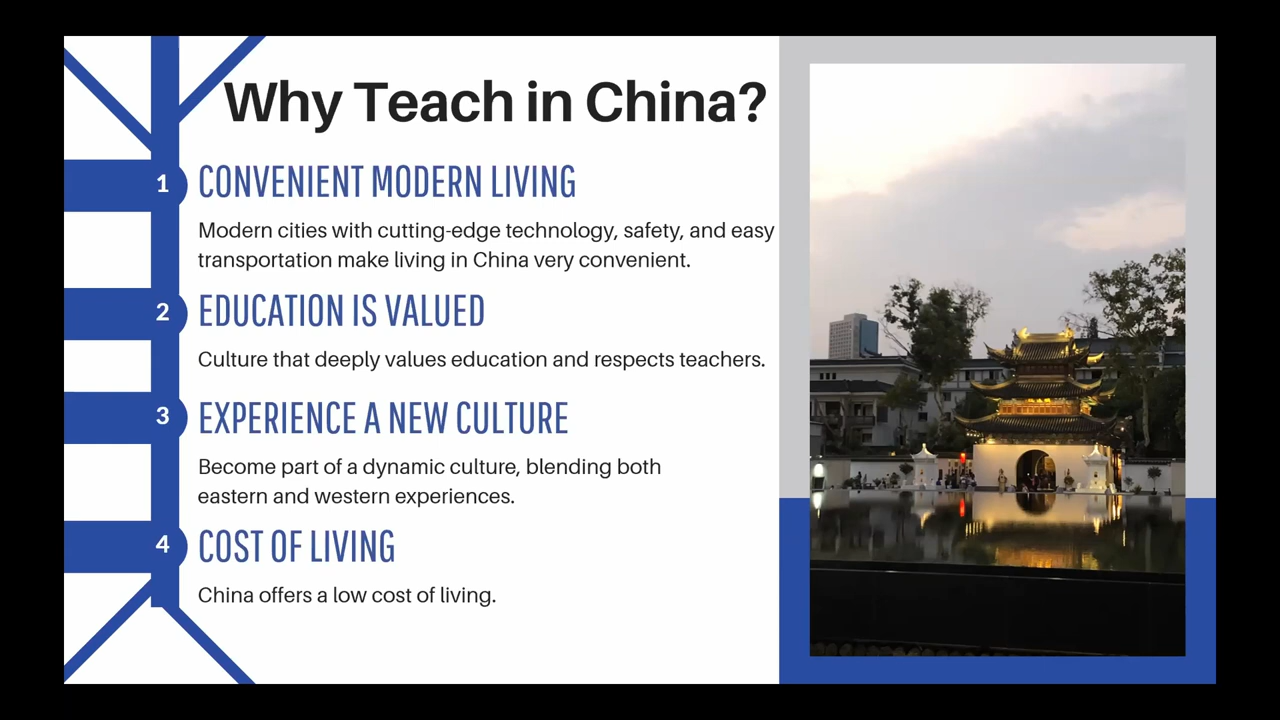 Why Teach in China?
1
CONVENIENT MODERN LIVING
Modern cities with cutting-edge technology, safety, and easy
transportation make living in China very convenient.
2
EDUCATION IS VALUED
Culture that deeply values education and respects teachers.
3
EXPERIENCE A NEW CULTURE
Become part of a dynamic culture, blending both
eastern and western experiences.
4
COST OF LIVING
China offers a low cost of living.